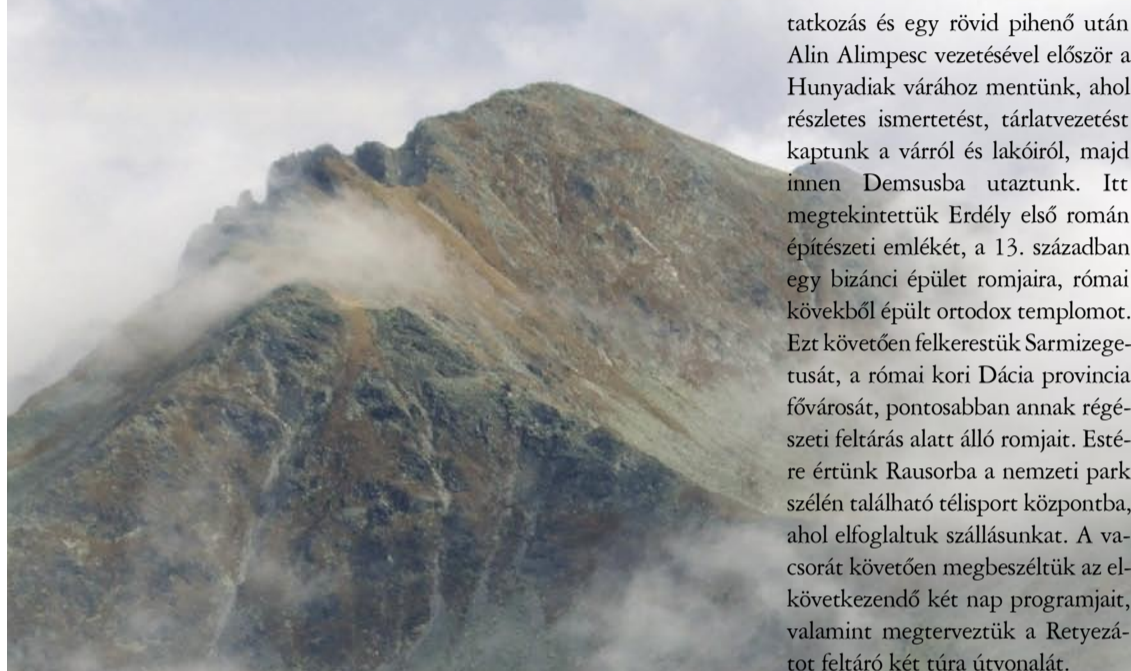 tatkozás és egy rövid pihenő után
Alin Alimpesc vezetésével először a
Hunyadiak várához mentünk, ahol
részletes ismertetést, tárlatvezetést
kaptunk a várról és lakóiról, majd
innen Demsusba utaztunk. Itt
megtekintettük Erdély első román
építészeti emlékét, a 13. században
egy bizánci épület romjaira, római
kövekből épült ortodox templomot.
Ezt követően felkerestük Sarmizege-
tusát, a római kori Dácia provincia
fővárosát, pontosabban annak régé-
szeti feltárás alatt álló romjait. Esté-
re értünk Rausorba a nemzeti park
szélén található télisport központba,
ahol elfoglaltuk szállásunkat. A va-
csorát követően megbeszéltük az el-
következendő két nap programjait,
valamint megterveztük a Retyezá-
tot feltáró két túra útvonalát.